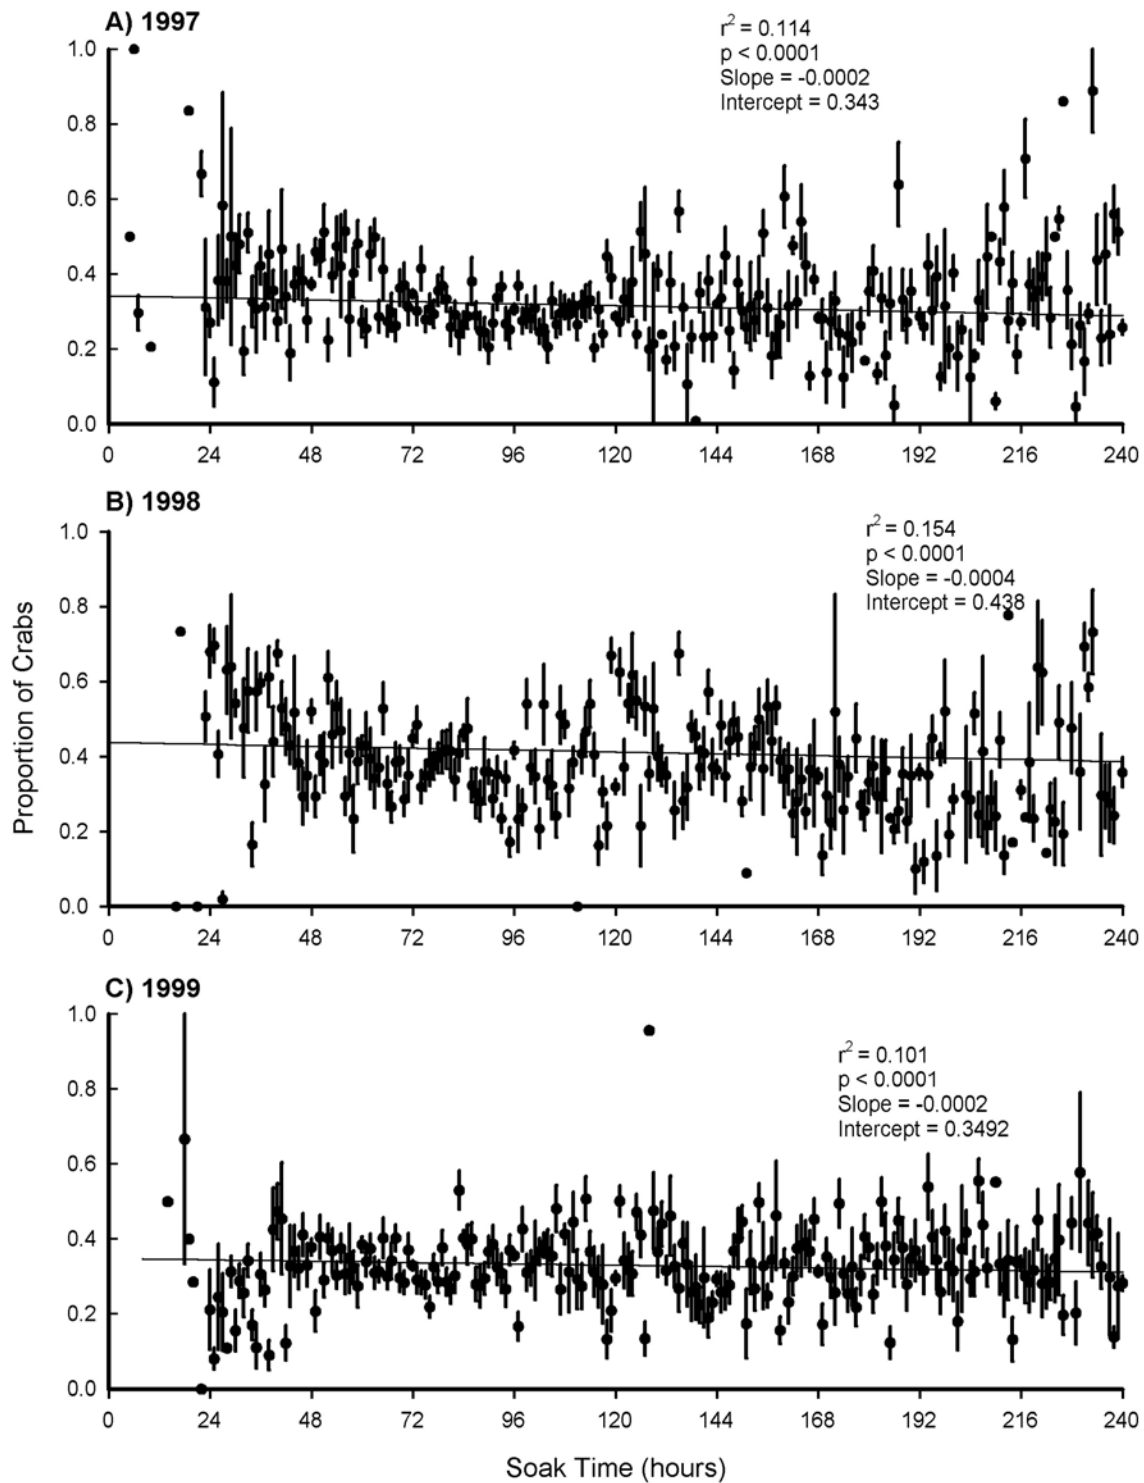 A) 1997
r² = 0.114
p < 0.0001
Slope = -0.0002
Intercept = 0.343
1.0
0.8
0.6
0.4
0.2
0.0
0 24 48 72 96 120 144 168 192 216 240
B) 1998
r² = 0.154
p < 0.0001
Slope = -0.0004
Intercept = 0.438
1.0
0.8
0.6
0.4
0.2
0.0
0 24 48 72 96 120 144 168 192 216 240
Proportion of Crabs
C) 1999
r² = 0.101
p < 0.0001
Slope = -0.0002
Intercept = 0.3492
1.0
0.8
0.6
0.4
0.2
0.0
0 24 48 72 96 120 144 168 192 216 240
Soak Time (hours)